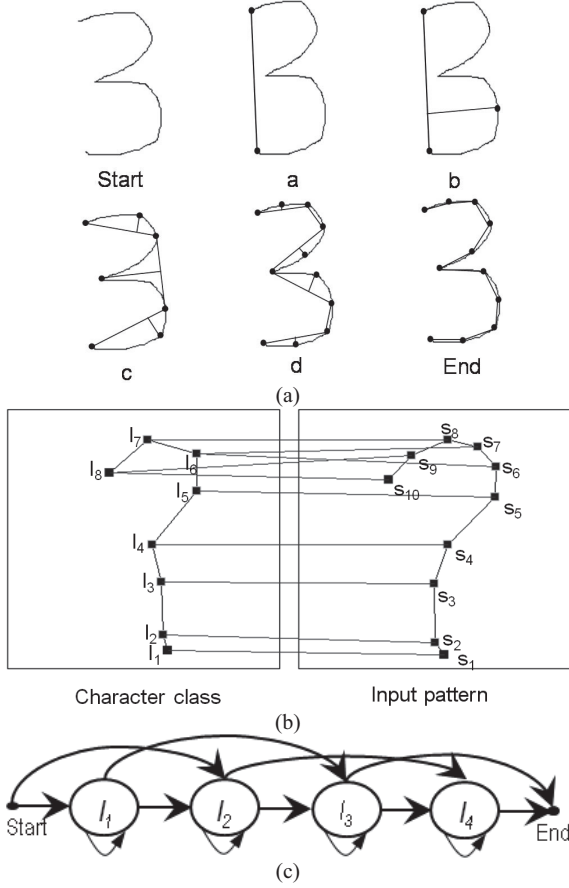 Start a b
c d End
(a)
l7 s8 s7
l8 l6 s9 s6
s10
l5 s5
l4 s4
l3 s3
l2 s2
l1 s1
Character class Input pattern
(b)
Start l1 l2 l3 l4 End
(c)